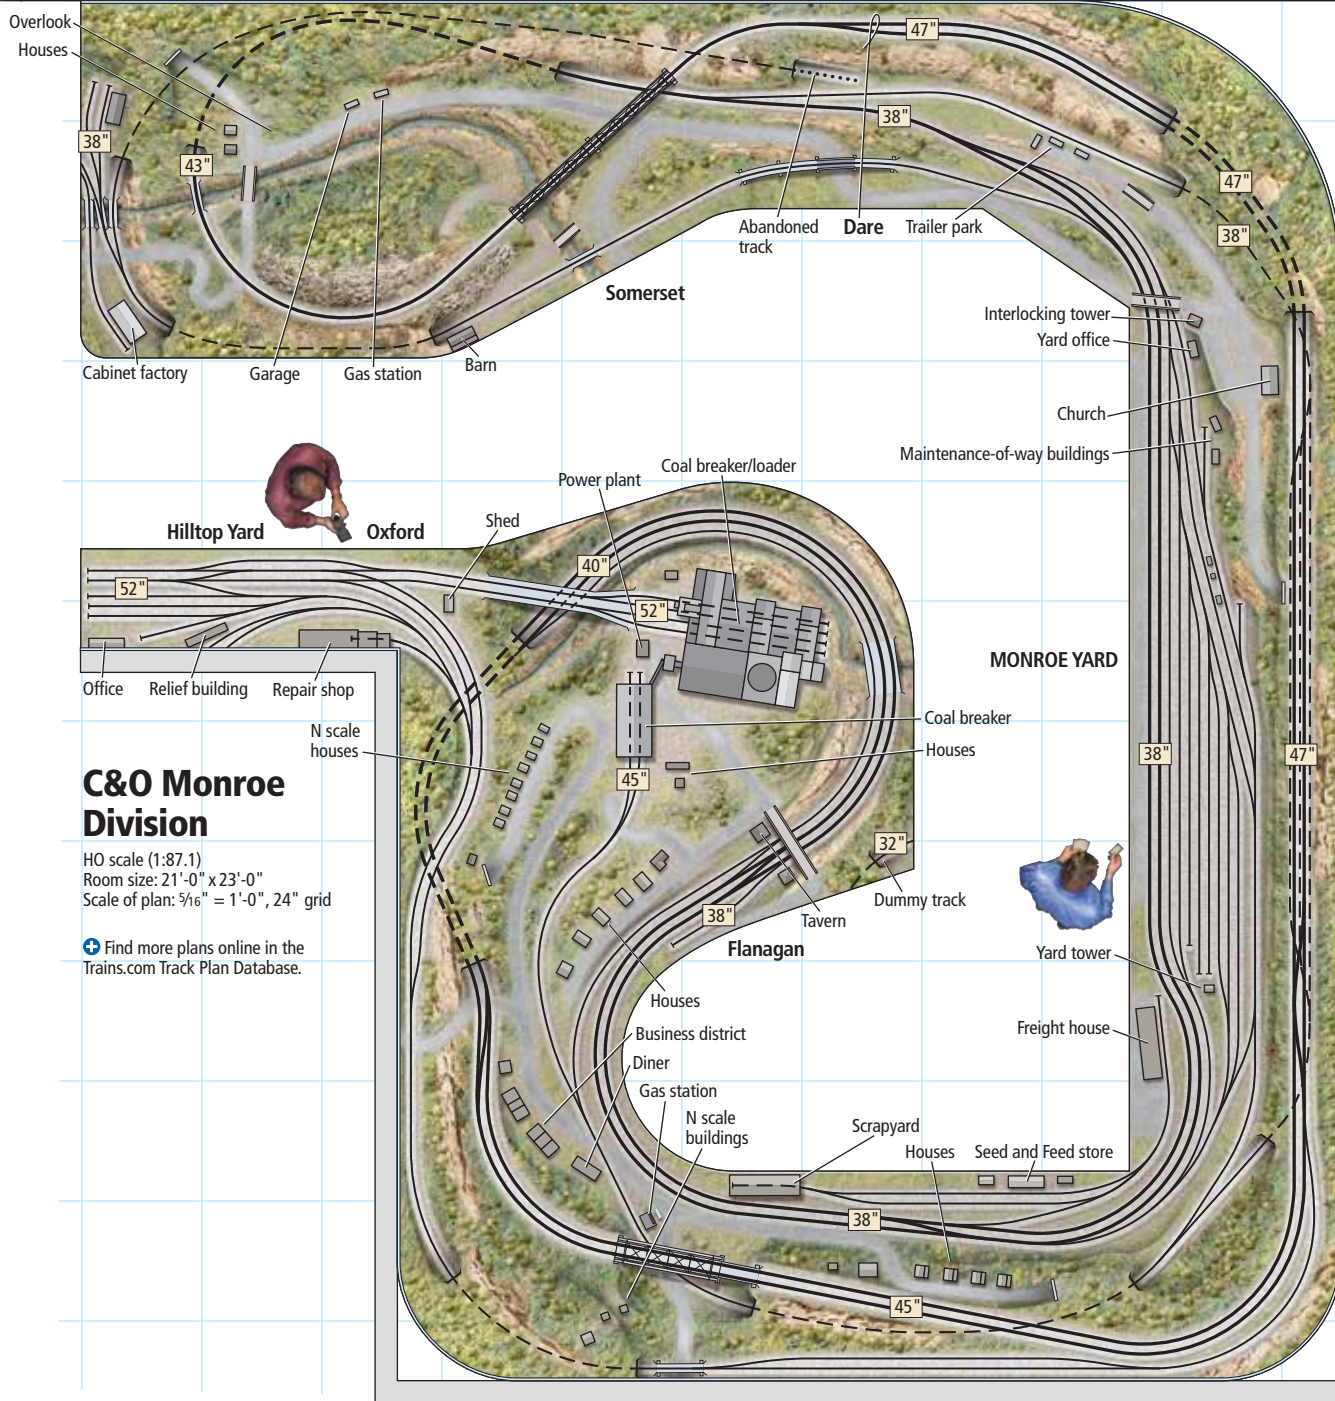 Overlook
Houses
47"
38"
43"
38"
47"
38"
Abandoned
track
Dare
Trailer park
Somerset
Interlocking tower
Yard office
Cabinet factory
Garage
Gas station
Barn
Church
Maintenance-of-way buildings
Coal breaker/loader
Power plant
Shed
Hilltop Yard
Oxford
40"
52"
52"
MONROE YARD
Office
Relief building
Repair shop
Coal breaker
N scale
houses
Houses
45"
38"
47"
C&O Monroe
Division
HO scale (1:87.1)
Room size: 21'-0" x 23'-0"
Scale of plan: 5⁄16" = 1'-0", 24" grid
Find more plans online in the
Trains.com Track Plan Database.
32"
Dummy track
38"
Tavern
Flanagan
Yard tower
Houses
Freight house
Business district
Diner
Gas station
N scale
buildings
Scrapyard
Houses
Seed and Feed store
38"
45"